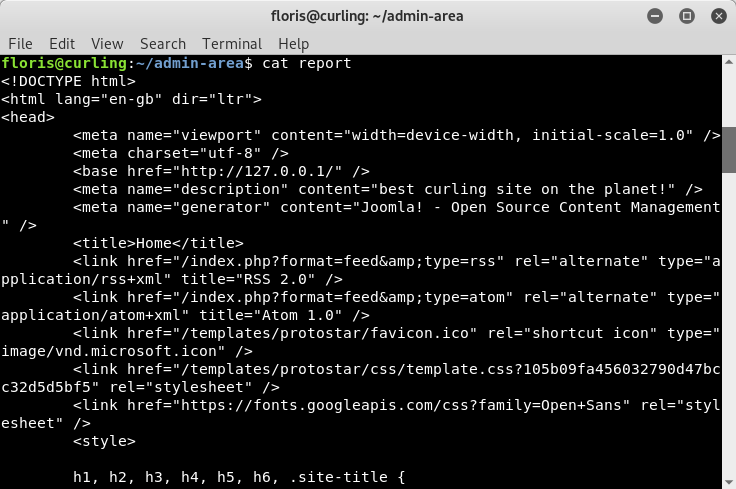 floris@curling: ~/admin-area
File Edit View Search Terminal Help
floris@curling:~/admin-area$ cat report
<!DOCTYPE html>
<html lang="en-gb" dir="ltr">
<head>
        <meta name="viewport" content="width=device-width, initial-scale=1.0" />
        <meta charset="utf-8" />
        <base href="http://127.0.0.1/" />
        <meta name="description" content="best curling site on the planet!" />
        <meta name="generator" content="Joomla! - Open Source Content Management
" />
        <title>Home</title>
        <link href="/index.php?format=feed&amp;type=rss" rel="alternate" type="a
pplication/rss+xml" title="RSS 2.0" />
        <link href="/index.php?format=feed&amp;type=atom" rel="alternate" type="
application/atom+xml" title="Atom 1.0" />
        <link href="/templates/protostar/favicon.ico" rel="shortcut icon" type="
image/vnd.microsoft.icon" />
        <link href="/templates/protostar/css/template.css?105b09fa456032790d47bc
c32d5d5bf5" rel="stylesheet" />
        <link href="https://fonts.googleapis.com/css?family=Open+Sans" rel="styl
esheet" />
        <style>

        h1, h2, h3, h4, h5, h6, .site-title {